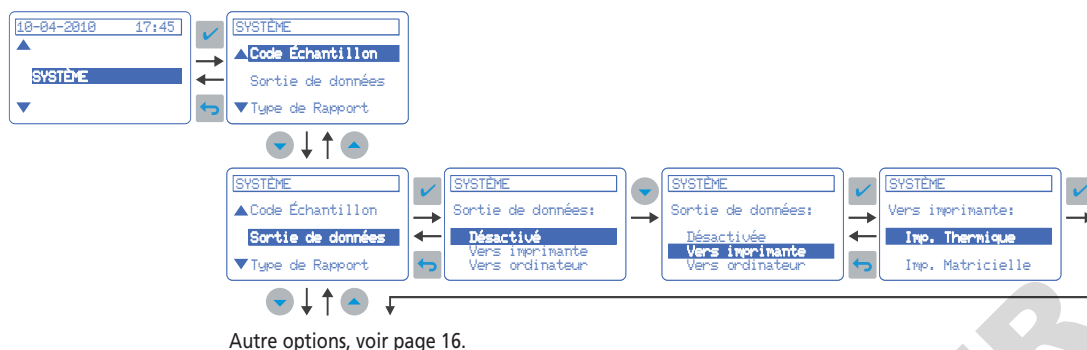 10-04-2010 17:45
SYSTÈME
SYSTÈME
Code Échantillon
Sortie de données
Type de Rapport
SYSTÈME
Code Échantillon
Sortie de données
Type de Rapport
SYSTÈME
Sortie de données:
Désactivé
Vers imprimante
Vers ordinateur
SYSTÈME
Sortie de données:
Désactivée
Vers imprimante
Vers ordinateur
SYSTÈME
Vers imprimante:
Imp. Thermique
Imp. Matricielle
Autre options, voir page 16.